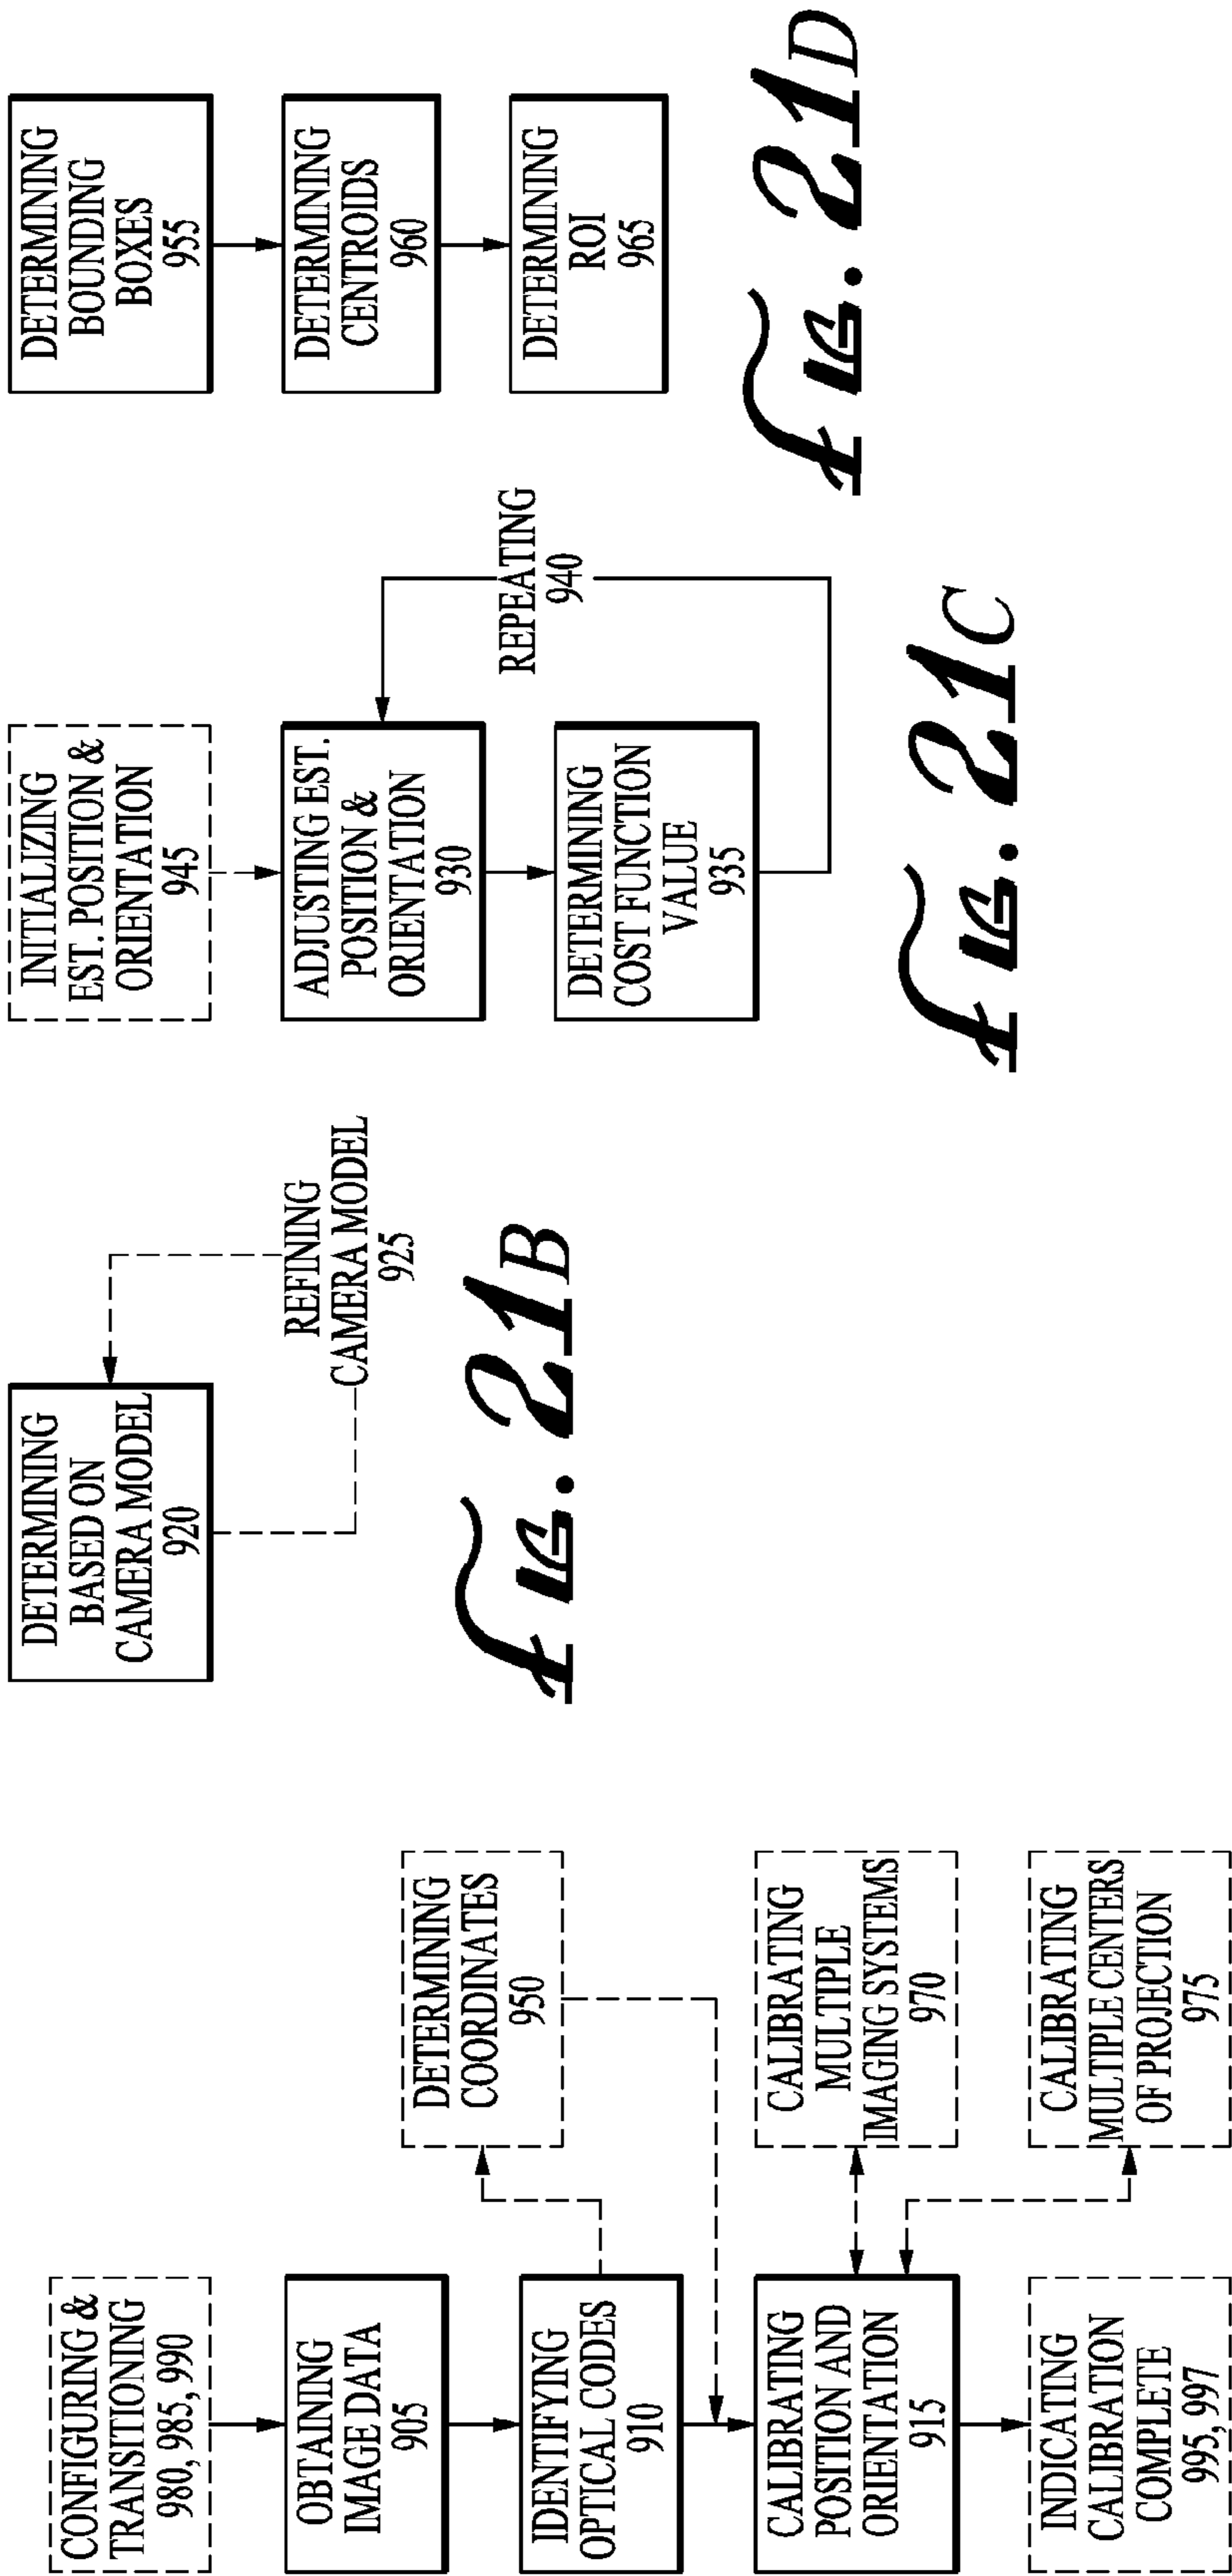 CONFIGURING &
TRANSITIONING
980, 985, 990
OBTAINING
IMAGE DATA
905
IDENTIFYING
OPTICAL CODES
910
DETERMINING
COORDINATES
950
CALIBRATING
POSITION AND
ORIENTATION
915
CALIBRATING
MULTIPLE
IMAGING SYSTEMS
970
CALIBRATING
MULTIPLE CENTERS
OF PROJECTION
975
INDICATING
CALIBRATION
COMPLETE
995, 997
DETERMINING
BASED ON
CAMERA MODEL
920
REFINING
CAMERA MODEL
925
FIG. 21B
INITIALIZING
EST. POSITION &
ORIENTATION
945
ADJUSTING EST.
POSITION &
ORIENTATION
930
REPEATING
940
DETERMINING
COST FUNCTION
VALUE
935
FIG. 21C
DETERMINING
BOUNDING
BOXES
955
DETERMINING
CENTROIDS
960
DETERMINING
ROI
965
FIG. 21D